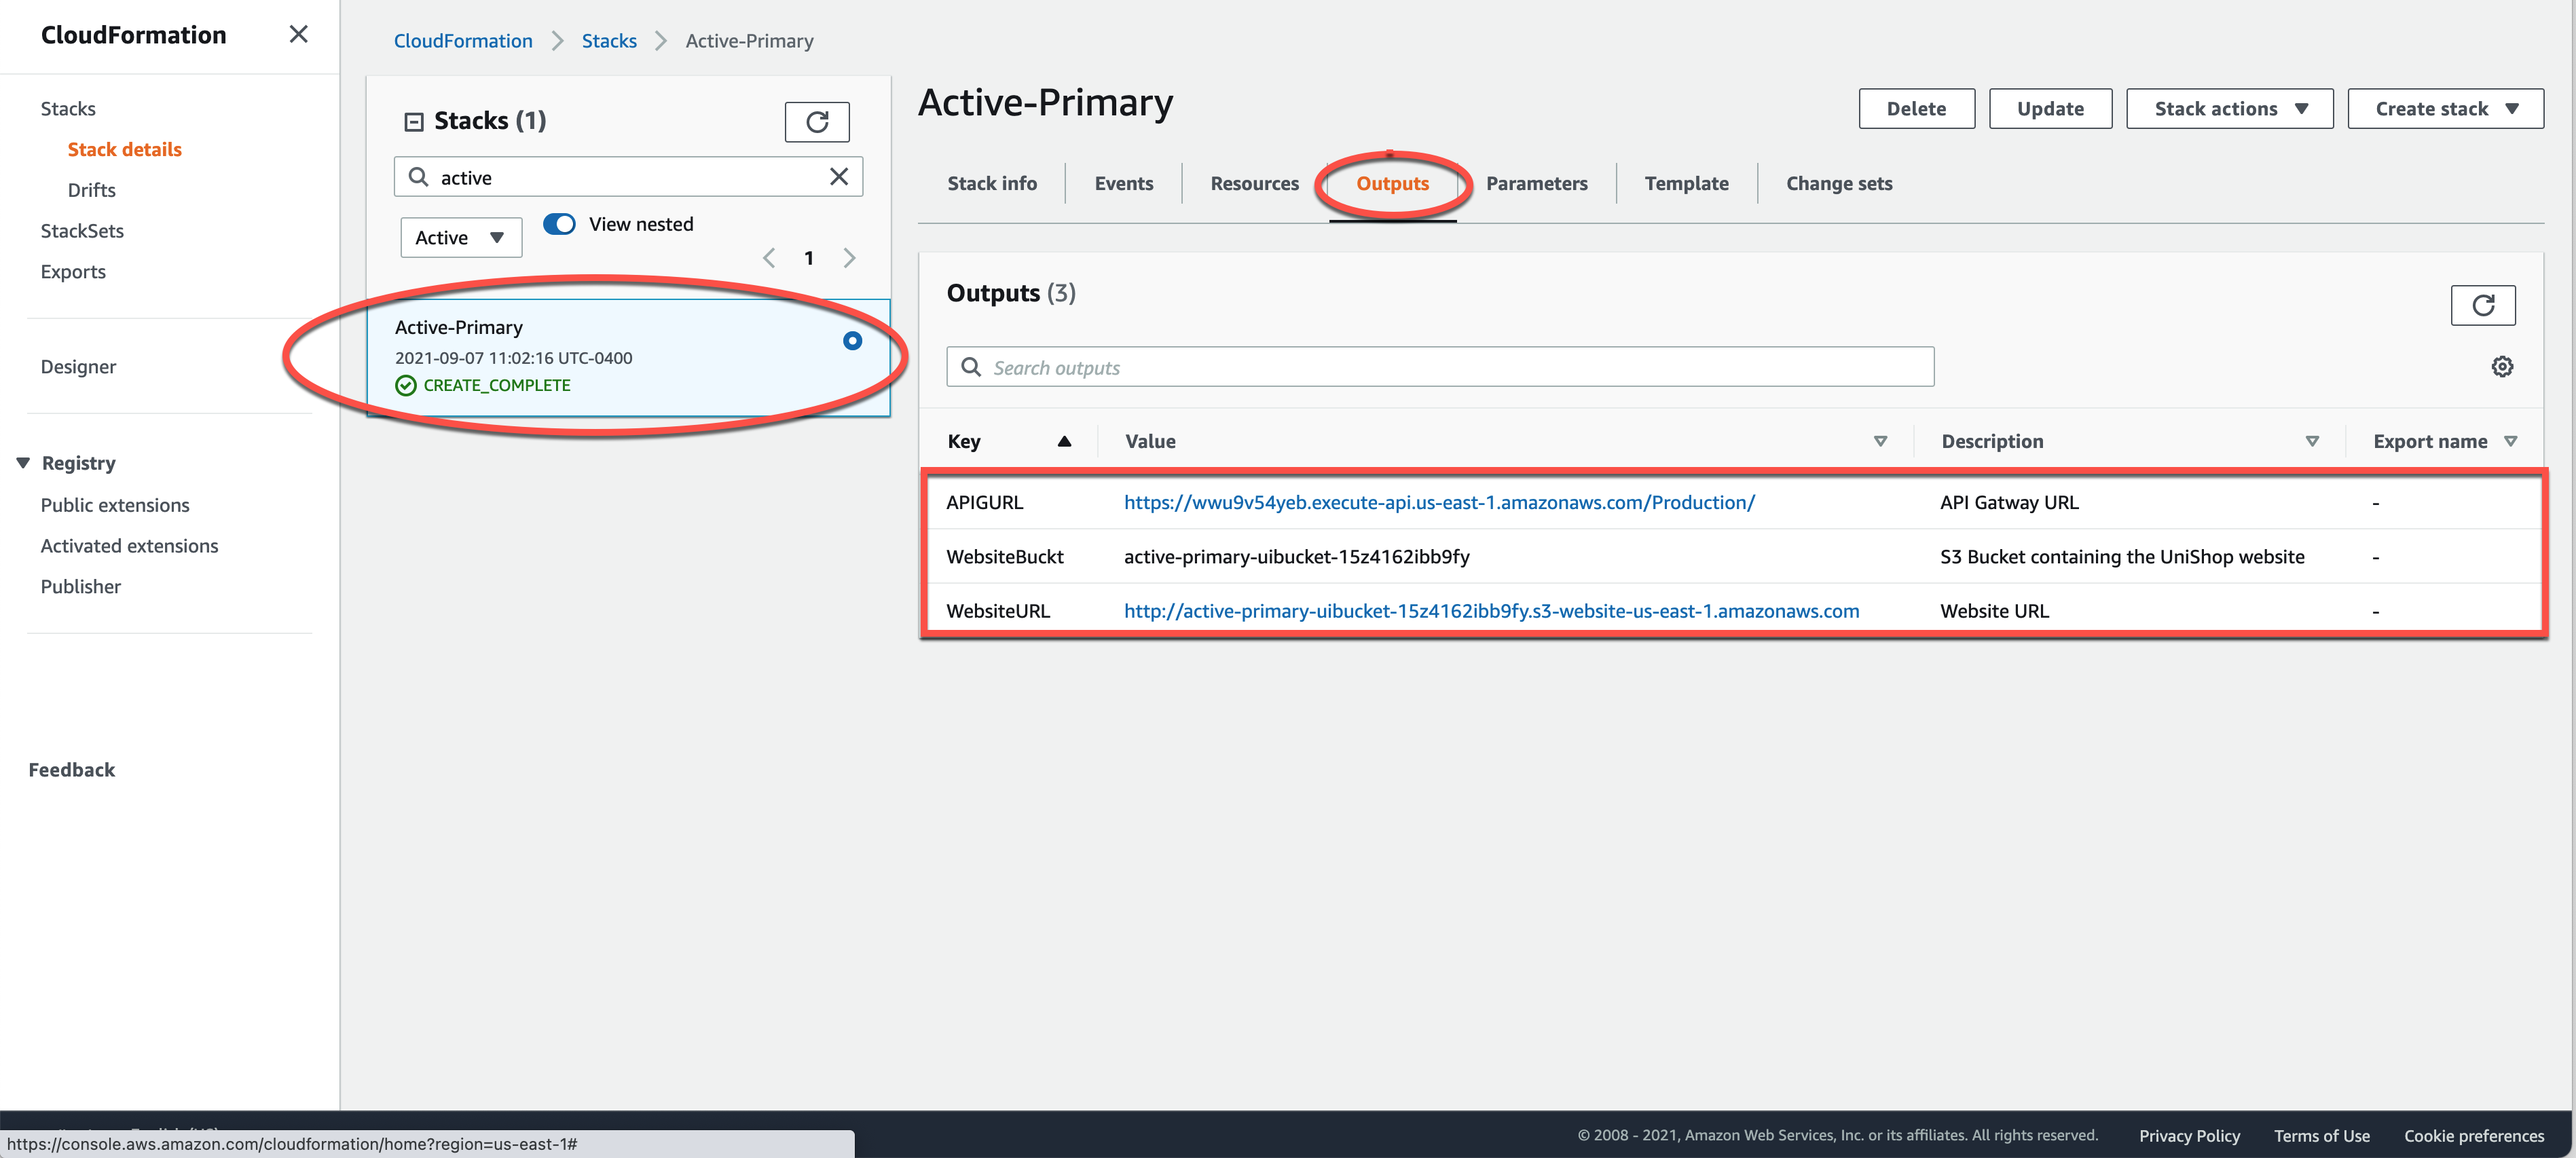 CloudFormation
Stacks
Stack details
Drifts
StackSets
Exports
Designer
Registry
Public extensions
Activated extensions
Publisher
Feedback
CloudFormation > Stacks > Active-Primary
Stacks (1)
active
Active
View nested
1
Active-Primary
2021-09-07 11:02:16 UTC-0400
CREATE_COMPLETE
Active-Primary
Delete Update Stack actions Create stack
Stack info Events Resources Outputs Parameters Template Change sets
Outputs (3)
Search outputs
Key Value Description Export name
APIGURL https://wwu9v54yeb.execute-api.us-east-1.amazonaws.com/Production/ API Gatway URL -
WebsiteBuckt active-primary-uibucket-15z4162ibb9fy S3 Bucket containing the UniShop website -
WebsiteURL http://active-primary-uibucket-15z4162ibb9fy.s3-website-us-east-1.amazonaws.com Website URL -
https://console.aws.amazon.com/cloudformation/home?region=us-east-1#
© 2008 - 2021, Amazon Web Services, Inc. or its affiliates. All rights reserved. Privacy Policy Terms of Use Cookie preferences